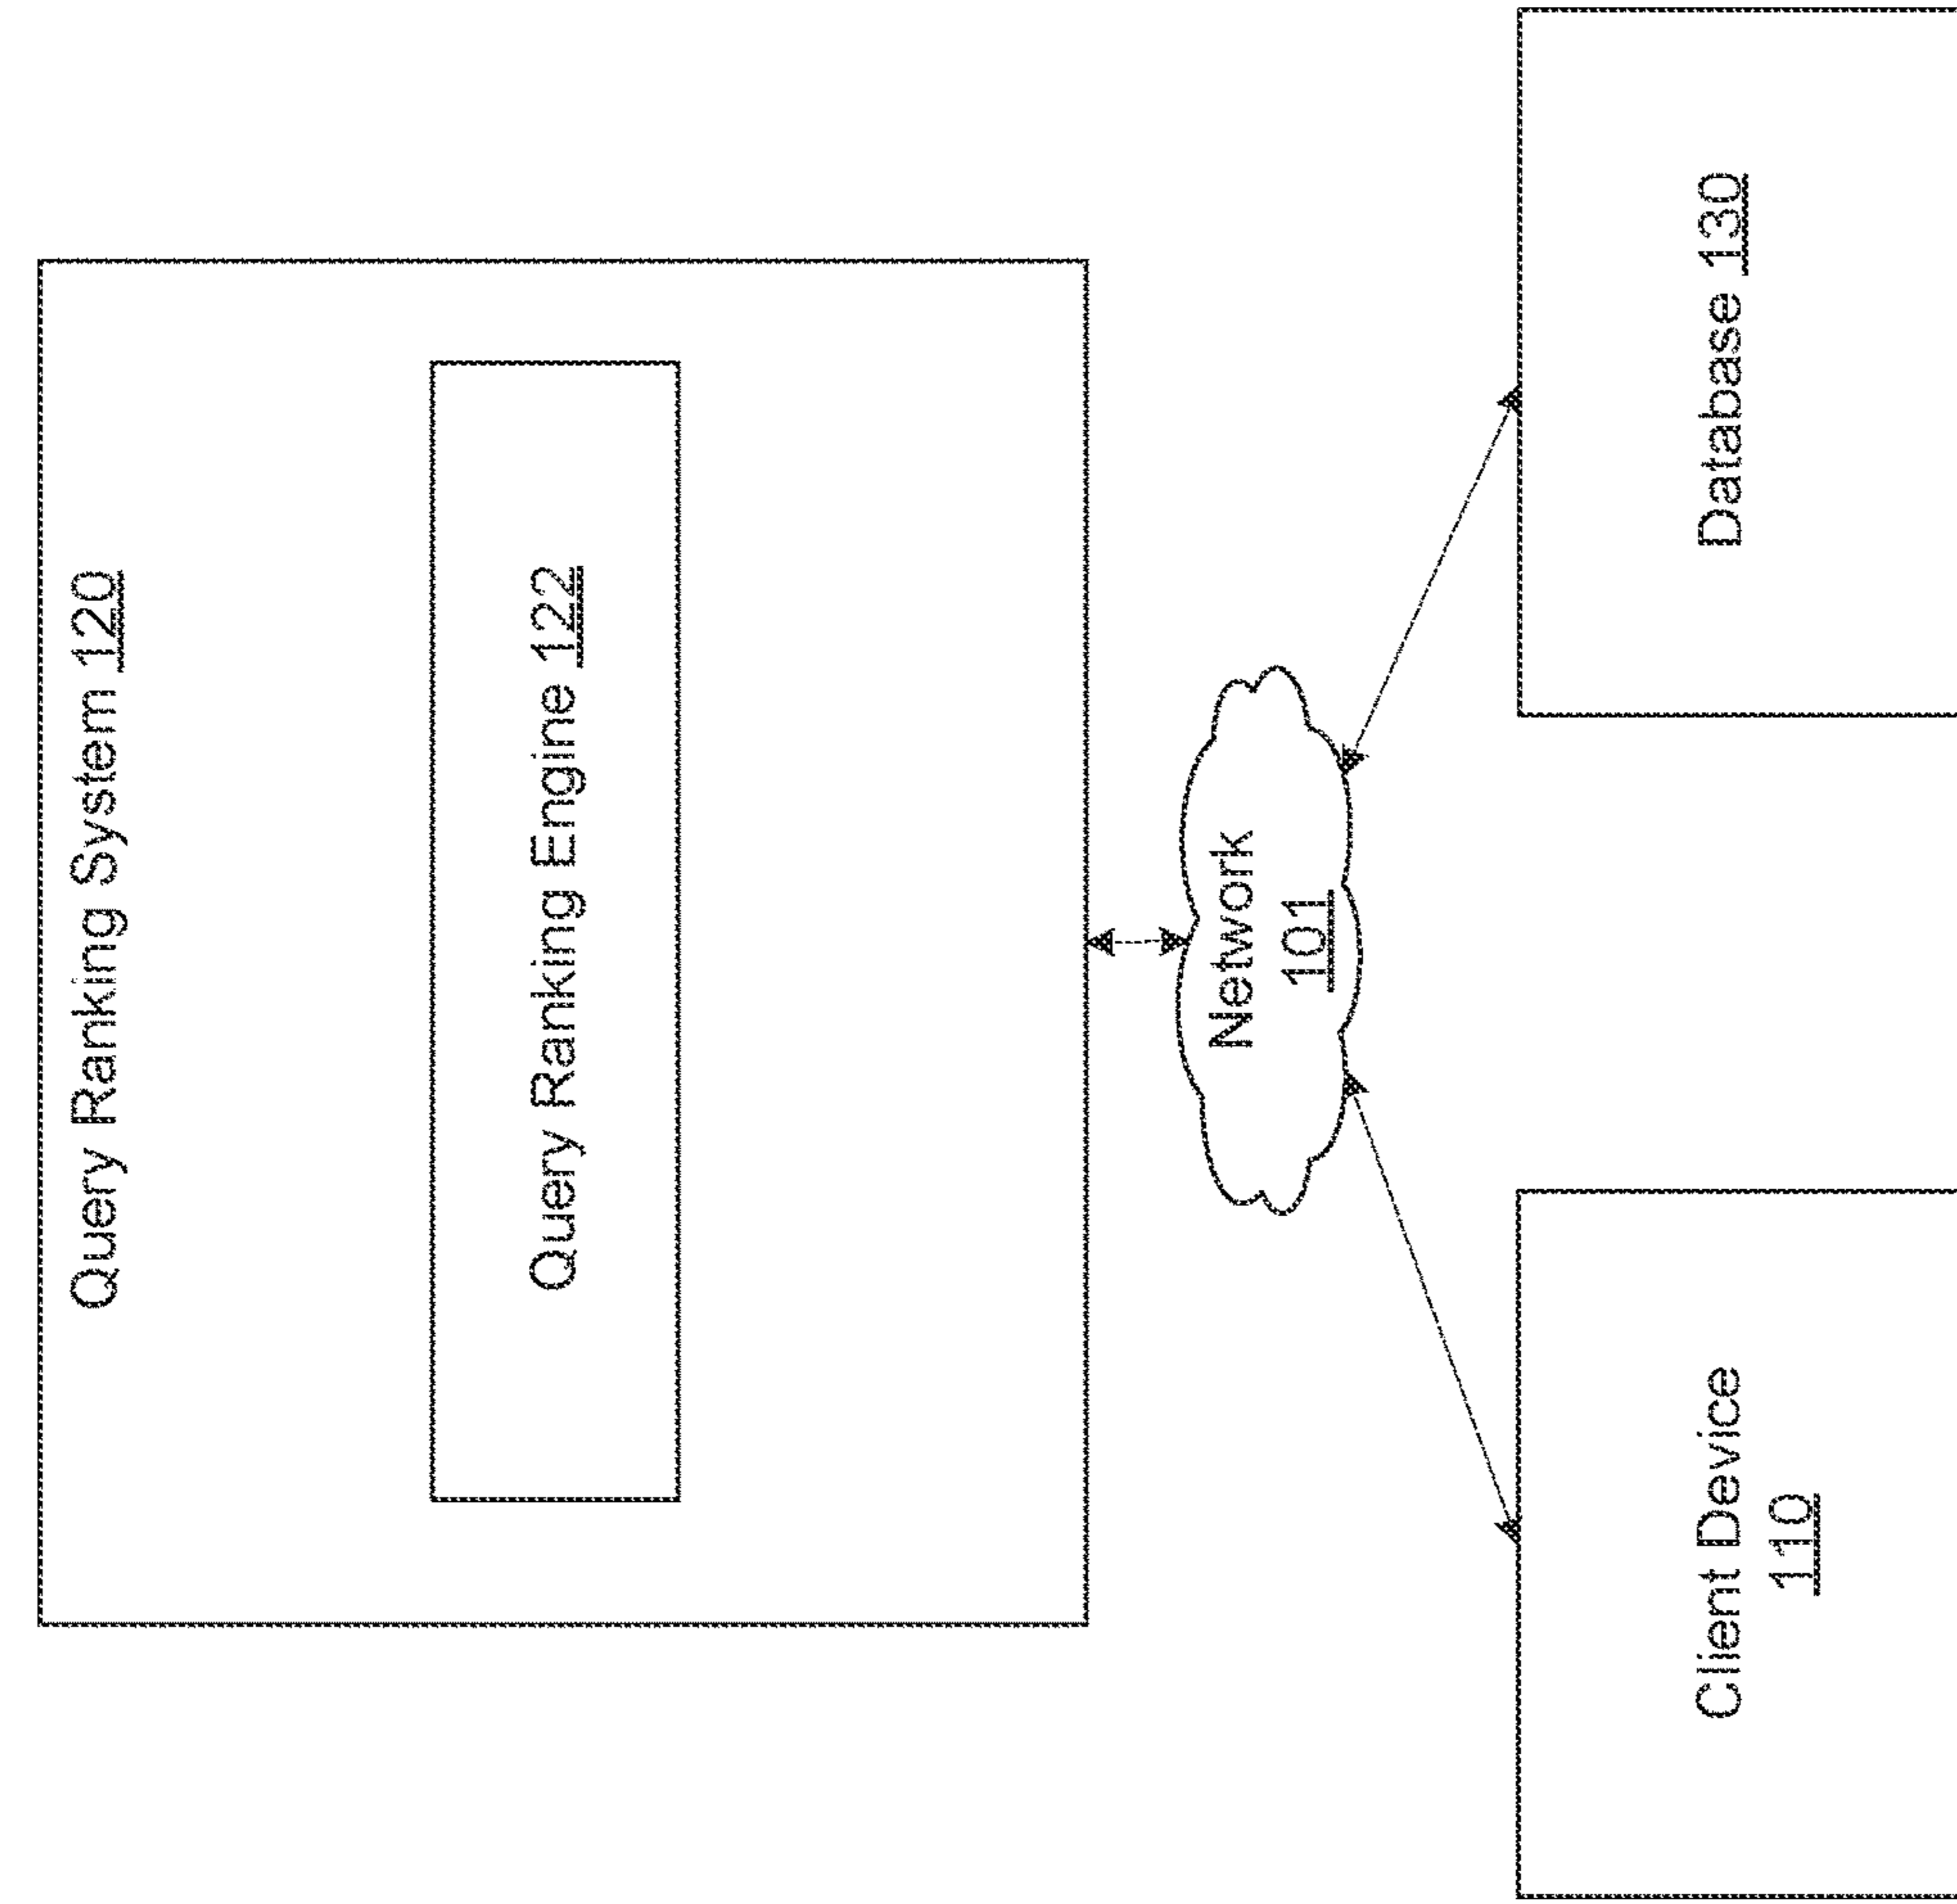 Query Ranking System 120
Query Ranking Engine 122
Network
101
Client Device
110
Database 130